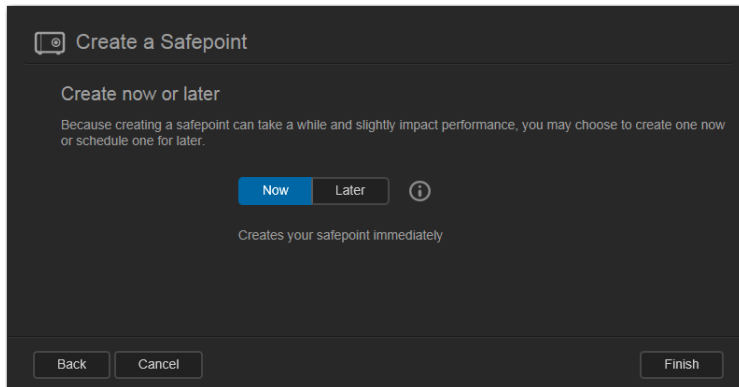 Create a Safepoint
Create now or later
Because creating a safepoint can take a while and slightly impact performance, you may choose to create one now
or schedule one for later.
Now Later
Creates your safepoint immediately
Back Cancel Finish